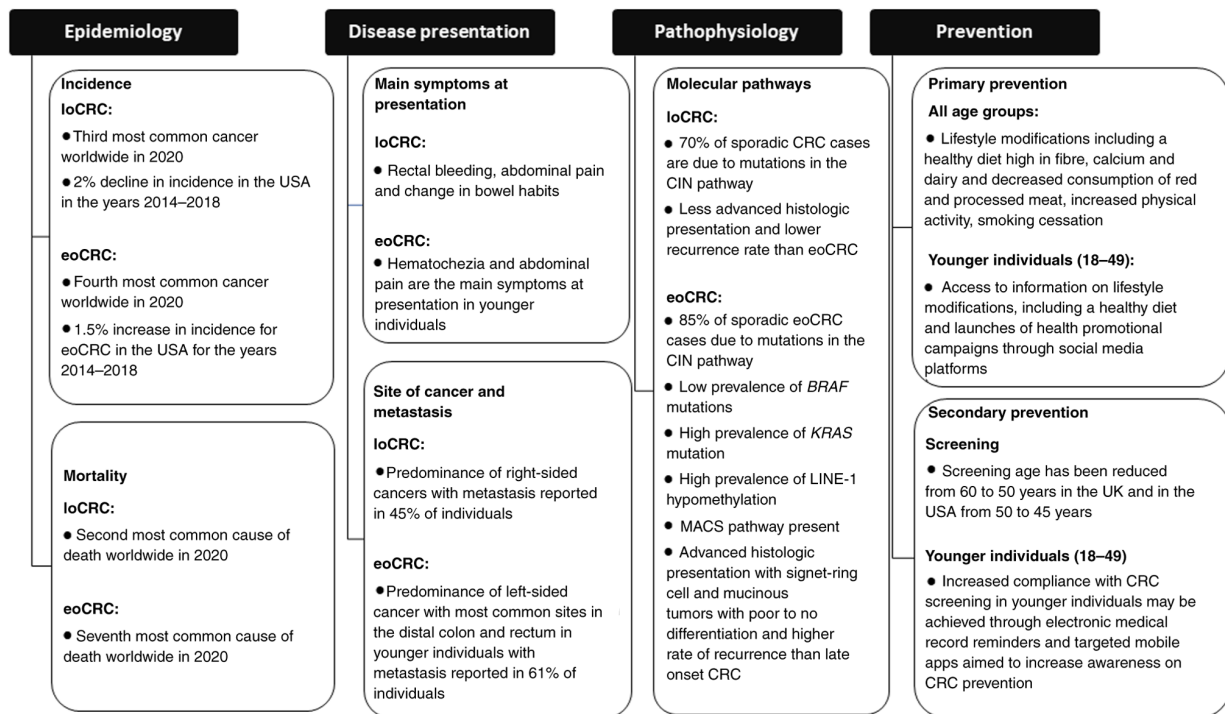 Epidemiology
Incidence
loCRC:
●Third most common cancer
worldwide in 2020
●2% decline in incidence in the USA
in the years 2014–2018
eoCRC:
●Fourth most common cancer
worldwide in 2020
●1.5% increase in incidence for
eoCRC in the USA for the years
2014–2018
Mortality
loCRC:
●Second most common cause of
death worldwide in 2020
eoCRC:
●Seventh most common cause of
death worldwide in 2020
Disease presentation
Main symptoms at
presentation
loCRC:
● Rectal bleeding, abdominal pain
and change in bowel habits
eoCRC:
● Hematochezia and abdominal
pain are the main symptoms at
presentation in younger
individuals
Site of cancer and
metastasis
loCRC:
●Predominance of right-sided
cancers with metastasis reported
in 45% of individuals
eoCRC:
●Predominance of left-sided
cancer with most common sites in
the distal colon and rectum in
younger individuals with
metastasis reported in 61% of
individuals
Pathophysiology
Molecular pathways
loCRC:
● 70% of sporadic CRC cases
are due to mutations in the
CIN pathway
● Less advanced histologic
presentation and lower
recurrence rate than eoCRC
eoCRC:
● 85% of sporadic eoCRC
cases due to mutations in the
CIN pathway
● Low prevalence of BRAF
mutations
● High prevalence of KRAS
mutation
● High prevalence of LINE-1
hypomethylation
● MACS pathway present
● Advanced histologic
presentation with signet-ring
cell and mucinous
tumors with poor to no
differentiation and higher
rate of recurrence than late
onset CRC
Prevention
Primary prevention
All age groups:
● Lifestyle modifications including a
healthy diet high in fibre, calcium and
dairy and decreased consumption of red
and processed meat, increased physical
activity, smoking cessation
Younger individuals (18–49):
● Access to information on lifestyle
modifications, including a healthy diet
and launches of health promotional
campaigns through social media
platforms
Secondary prevention
Screening
● Screening age has been reduced
from 60 to 50 years in the UK and in the
USA from 50 to 45 years
Younger individuals (18–49)
● Increased compliance with CRC
screening in younger individuals may be
achieved through electronic medical
record reminders and targeted mobile
apps aimed to increase awareness on
CRC prevention